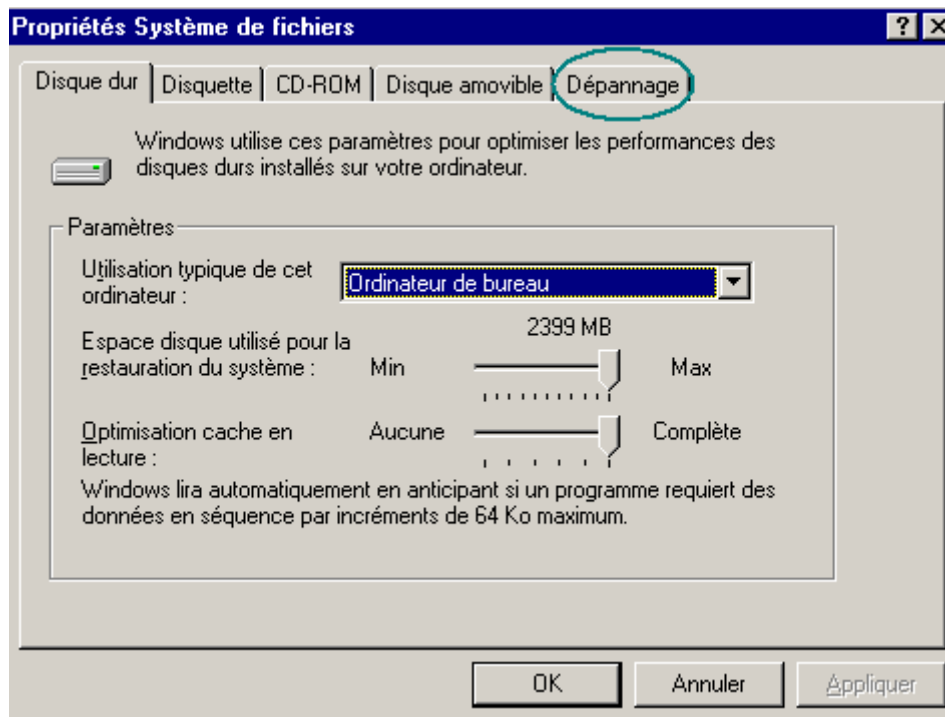 Propriétés Système de fichiers
Disque dur Disquette CD-ROM Disque amovible Dépannage
Windows utilise ces paramètres pour optimiser les performances des
disques durs installés sur votre ordinateur.
Paramètres
Utilisation typique de cet
ordinateur :
Ordinateur de bureau
2399 MB
Espace disque utilisé pour la
restauration du système :
Min Max
Optimisation cache en
lecture :
Aucune Complète
Windows lira automatiquement en anticipant si un programme requiert des
données en séquence par incréments de 64 Ko maximum.
OK Annuler Appliquer